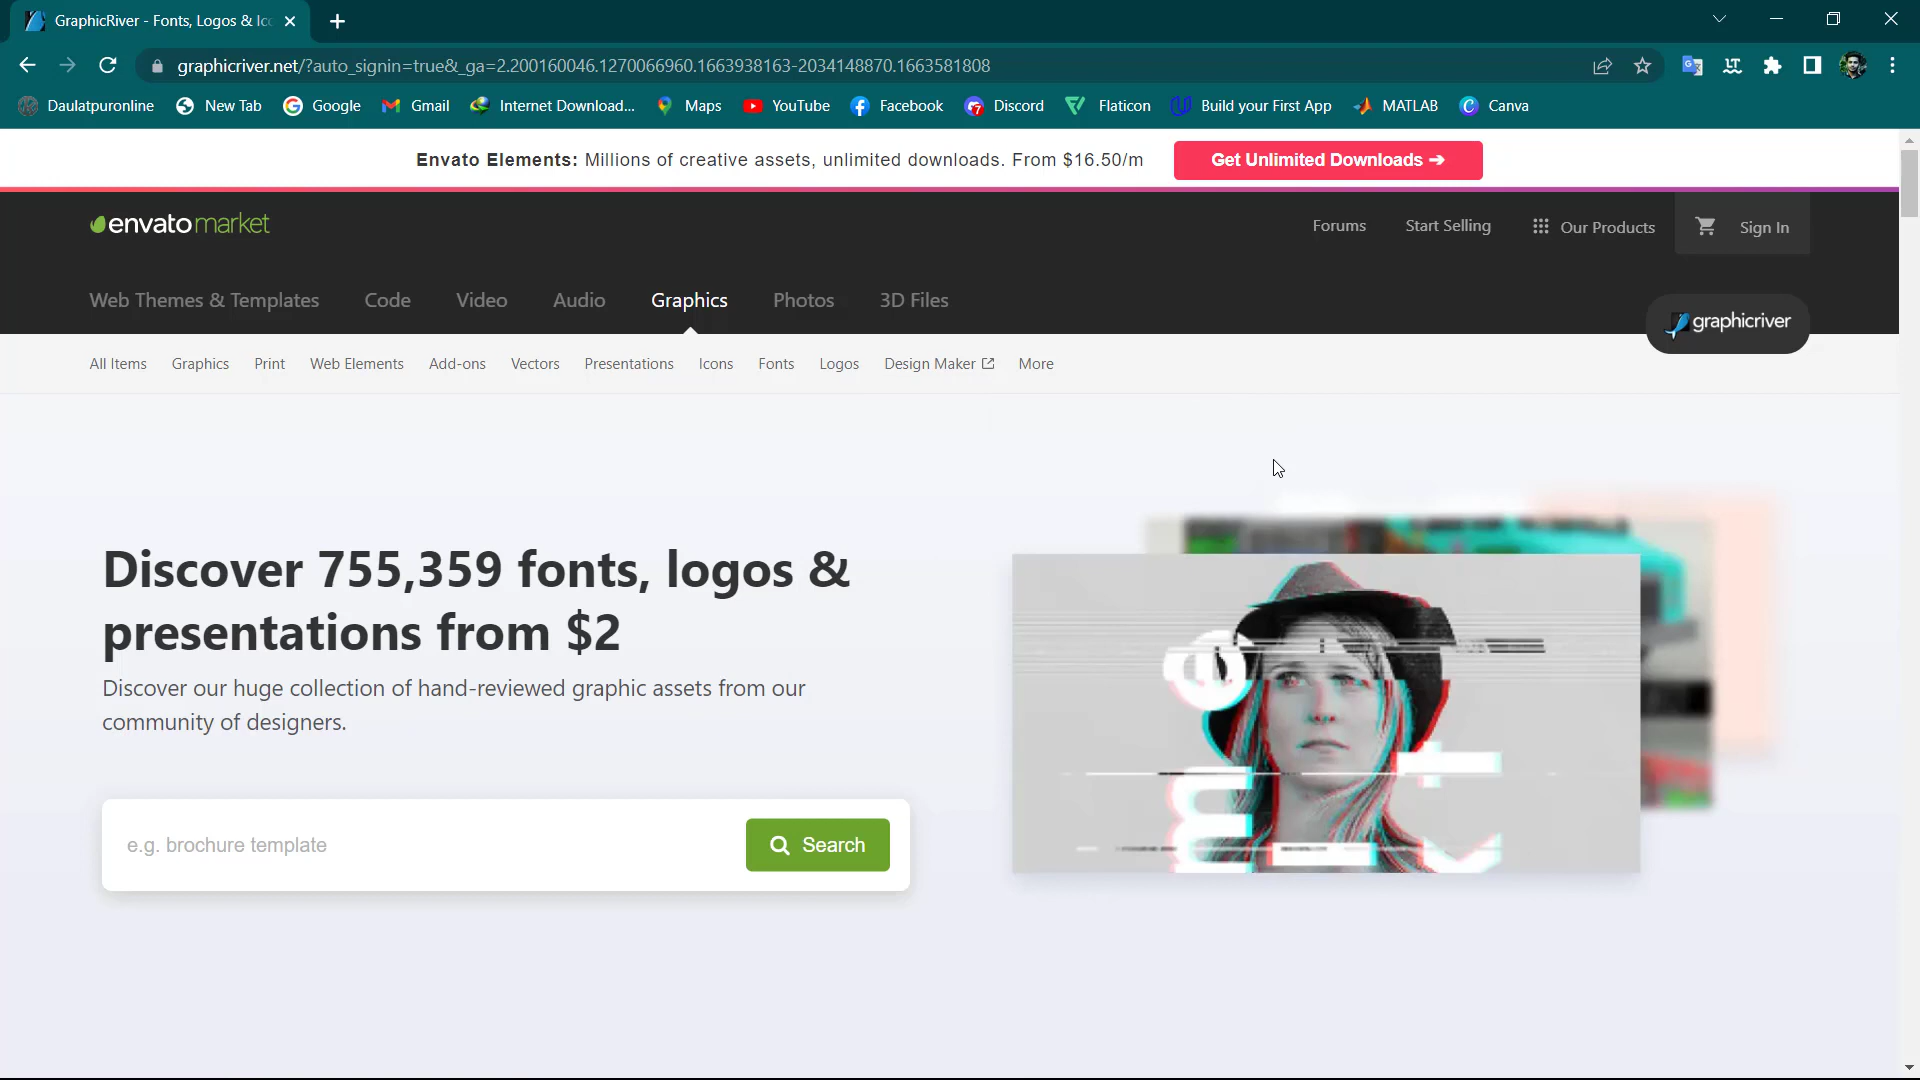 GraphicRiver - Fonts, Logos & Ico
graphicriver.net/?auto_signin=true&_ga=2.200160046.1270066960.1663938163-2034148870.1663581808
Daulatpuronline New Tab Google Gmail Internet Download... Maps YouTube Facebook Discord Flaticon Build your First App MATLAB Canva
Envato Elements: Millions of creative assets, unlimited downloads. From $16.50/m Get Unlimited Downloads ➔
envato market Forums Start Selling Our Products Sign In
Web Themes & Templates Code Video Audio Graphics Photos 3D Files
graphicriver
All Items Graphics Print Web Elements Add-ons Vectors Presentations Icons Fonts Logos Design Maker More
Discover 755,359 fonts, logos &
presentations from $2
Discover our huge collection of hand-reviewed graphic assets from our
community of designers.
e.g. brochure template Search